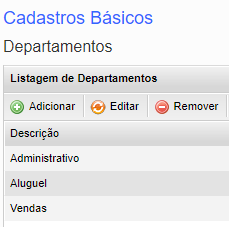 Cadastros Básicos
Departamentos
Listagem de Departamentos
Adicionar Editar Remover
Descrição
Administrativo
Aluguel
Vendas